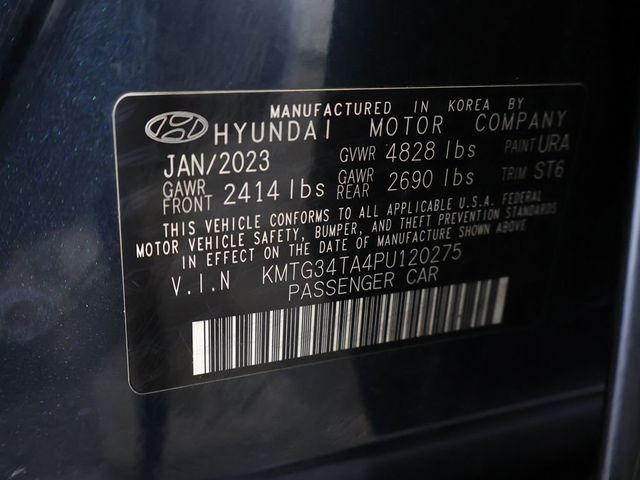 MANUFACTURED IN KOREA BY
HYUNDAI MOTOR COMPANY
JAN/2023 GVWR 4828 lbs PAINT URA
GAWR FRONT 2414 lbs GAWR REAR 2690 lbs TRIM ST6
THIS VEHICLE CONFORMS TO ALL APPLICABLE U.S.A. FEDERAL
MOTOR VEHICLE SAFETY, BUMPER, AND THEFT PREVENTION STANDARDS
IN EFFECT ON THE DATE OF MANUFACTURE SHOWN ABOVE.
V.I.N KMTG34TA4PU120275
PASSENGER CAR